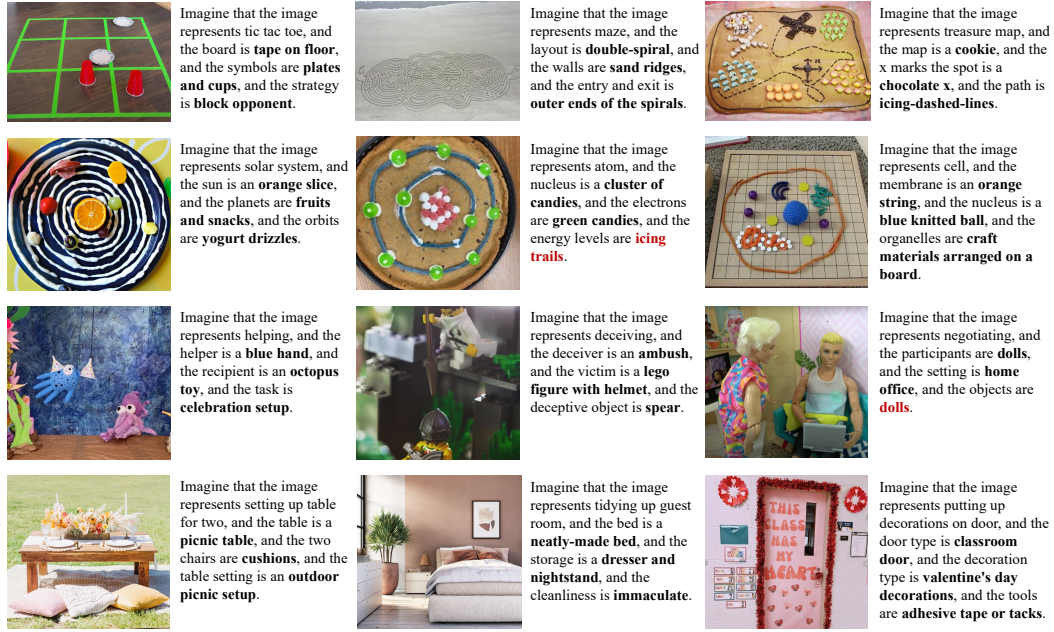 Imagine that the image
represents tic tac toe, and
the board is tape on floor,
and the symbols are plates
and cups, and the strategy
is block opponent.
Imagine that the image
represents maze, and the
layout is double-spiral, and
the walls are sand ridges,
and the entry and exit is
outer ends of the spirals.
Imagine that the image
represents treasure map, and
the map is a cookie, and the
x marks the spot is a
chocolate x, and the path is
icing-dashed-lines.
Imagine that the image
represents solar system, and
the sun is an orange slice,
and the planets are fruits
and snacks, and the orbits
are yogurt drizzles.
Imagine that the image
represents atom, and the
nucleus is a cluster of
candies, and the electrons
are green candies, and the
energy levels are icing
trails.
Imagine that the image
represents cell, and the
membrane is an orange
string, and the nucleus is a
blue knitted ball, and the
organelles are craft
materials arranged on a
board.
Imagine that the image
represents helping, and the
helper is a blue hand, and
the recipient is an octopus
toy, and the task is
celebration setup.
Imagine that the image
represents deceiving, and
the deceiver is an ambush,
and the victim is a lego
figure with helmet, and the
deceptive object is spear.
Imagine that the image
represents negotiating, and
the participants are dolls,
and the setting is home
office, and the objects are
dolls.
Imagine that the image
represents setting up table
for two, and the table is a
picnic table, and the two
chairs are cushions, and the
table setting is an outdoor
picnic setup.
Imagine that the image
represents tidying up guest
room, and the bed is a
neatly-made bed, and the
storage is a dresser and
nightstand, and the
cleanliness is immaculate.
THIS
CLASS
HAS
MY
HEART
Imagine that the image
represents putting up
decorations on door, and the
door type is classroom
door, and the decoration
type is valentine's day
decorations, and the tools
are adhesive tape or tacks.